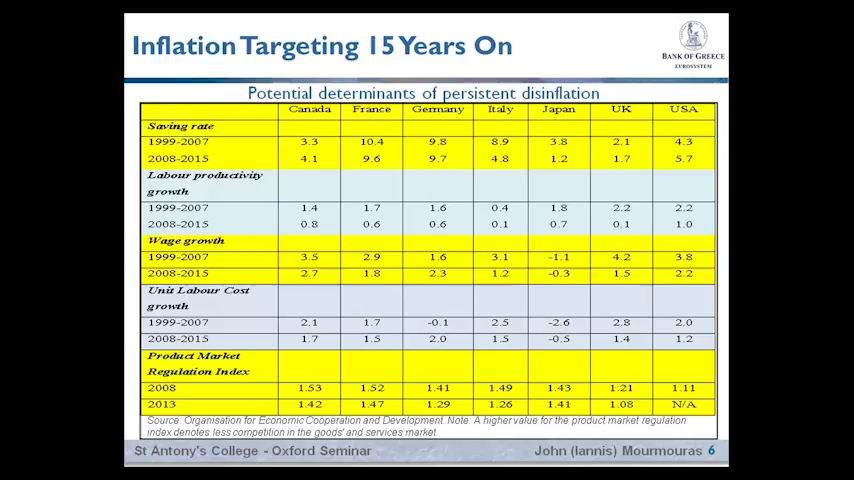 Inflation Targeting 15 Years On
BANK OF GREECE
EUROSYSTEM
Potential determinants of persistent disinflation
Canada France Germany Italy Japan UK USA
Saving rate
1999-2007 3.3 10.4 9.8 8.9 3.8 2.1 4.3
2008-2015 4.1 9.6 9.7 4.8 1.2 1.7 5.7
Labour productivity
growth
1999-2007 1.4 1.7 1.6 0.4 1.8 2.2 2.2
2008-2015 0.8 0.6 0.6 0.1 0.7 0.1 1.0
Wage growth
1999-2007 3.5 2.9 1.6 3.1 -1.1 4.2 3.8
2008-2015 2.7 1.8 2.3 1.2 -0.3 1.5 2.2
Unit Labour Cost
growth
1999-2007 2.1 1.7 -0.1 2.5 -2.6 2.8 2.0
2008-2015 1.7 1.5 2.0 1.5 -0.5 1.4 1.2
Product Market
Regulation Index
2008 1.53 1.52 1.41 1.49 1.43 1.21 1.11
2013 1.42 1.47 1.29 1.26 1.41 1.08 N/A
Source: Organisation for Economic Cooperation and Development. Note: A higher value for the product market regulation
index denotes less competition in the goods' and services market.
St Antony's College - Oxford Seminar John (Iannis) Mourmouras 6